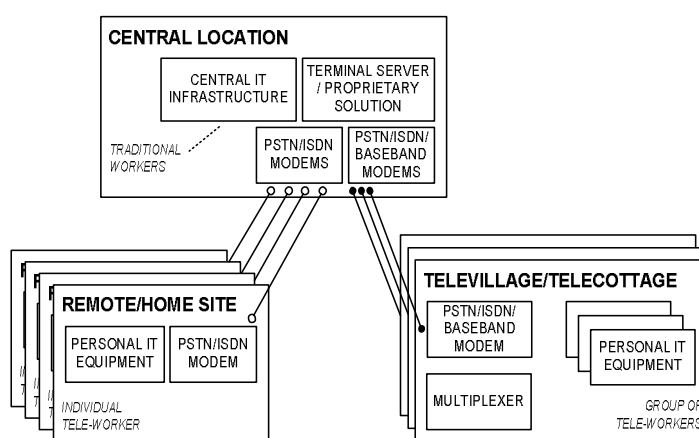 CENTRAL LOCATION
CENTRAL IT
INFRASTRUCTURE
TERMINAL SERVER
/ PROPRIETARY
SOLUTION
TRADITIONAL
WORKERS
PSTN/ISDN
MODEMS
PSTN/ISDN/
BASEBAND
MODEMS
REMOTE/HOME SITE
PERSONAL IT
EQUIPMENT
PSTN/ISDN
MODEM
INDIVIDUAL
TELE-WORKER
TELEVILLAGE/TELECOTTAGE
PSTN/ISDN/
BASEBAND
MODEM
PERSONAL IT
EQUIPMENT
MULTIPLEXER
GROUP OF
TELE-WORKERS